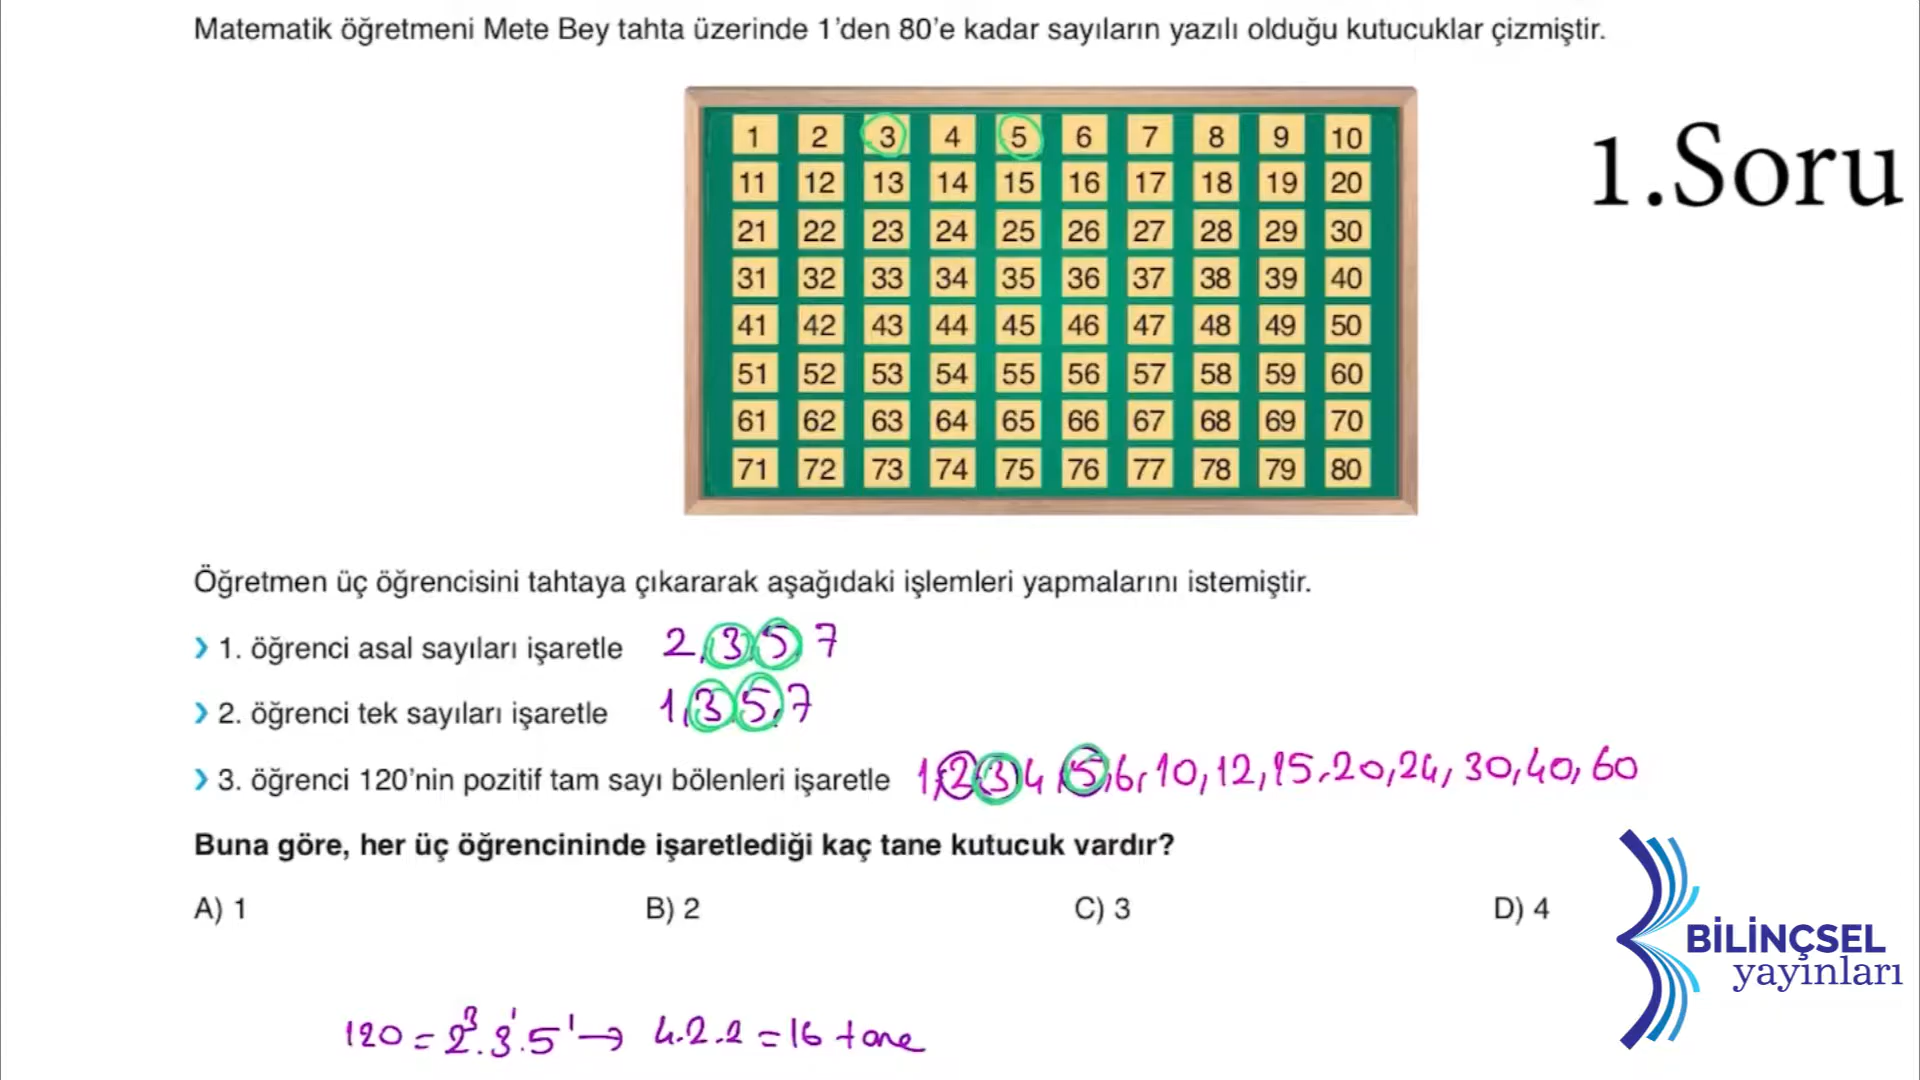 Matematik öğretmeni Mete Bey tahta üzerinde 1'den 80'e kadar sayıların yazılı olduğu kutucuklar çizmiştir.
1.Soru
1 2 3 4 5 6 7 8 9 10
11 12 13 14 15 16 17 18 19 20
21 22 23 24 25 26 27 28 29 30
31 32 33 34 35 36 37 38 39 40
41 42 43 44 45 46 47 48 49 50
51 52 53 54 55 56 57 58 59 60
61 62 63 64 65 66 67 68 69 70
71 72 73 74 75 76 77 78 79 80
Öğretmen üç öğrencisini tahtaya çıkararak aşağıdaki işlemleri yapmalarını istemiştir.
› 1. öğrenci asal sayıları işaretle 2, 3, 5, 7
› 2. öğrenci tek sayıları işaretle 1, 3, 5, 7
› 3. öğrenci 120'nin pozitif tam sayı bölenleri işaretle 1, 2, 3, 4, 5, 6, 10, 12, 15, 20, 24, 30, 40, 60
Buna göre, her üç öğrencininde işaretlediği kaç tane kutucuk vardır?
A) 1 B) 2 C) 3 D) 4
BİLİNÇSEL
yayınları
120 = 2³.3¹.5¹ → 4.2.2 = 16 tane